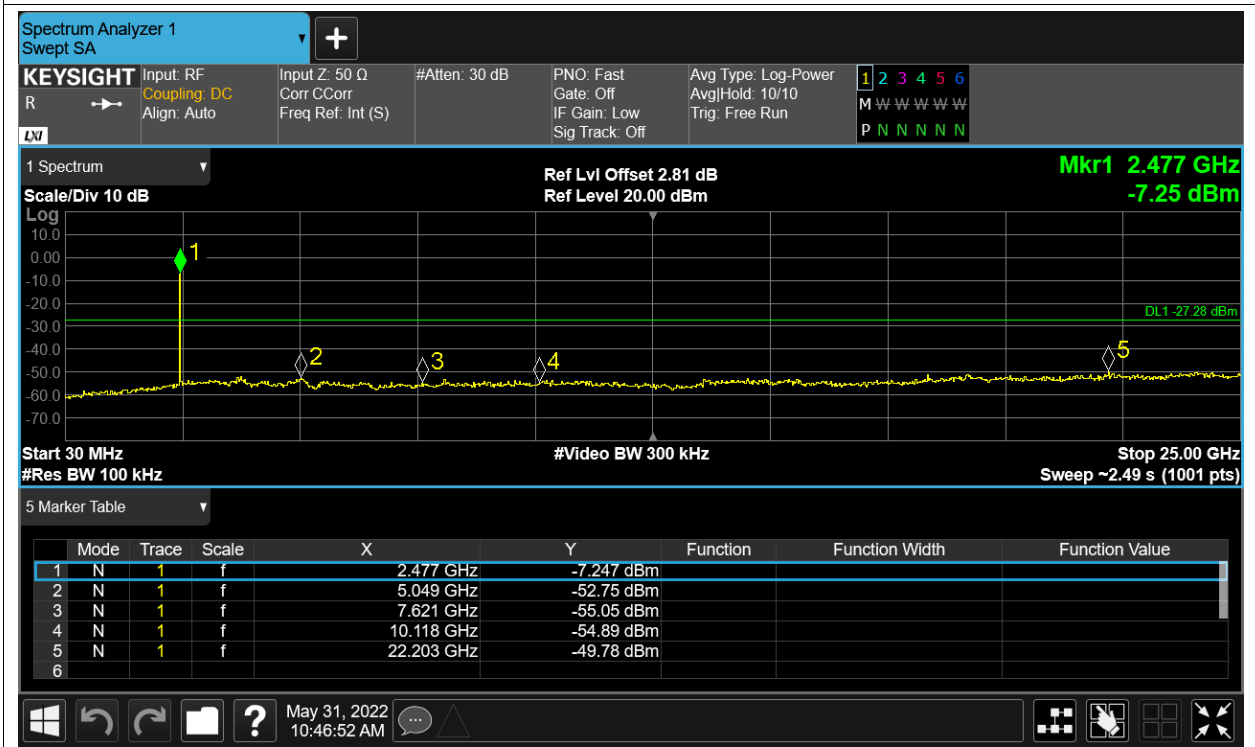 Spectrum Analyzer 1
Swept SA
KEYSIGHT Input: RF Input Z: 50 Ω #Atten: 30 dB PNO: Fast Avg Type: Log-Power 1 2 3 4 5 6
R Coupling: DC Corr CCorr Gate: Off Avg|Hold: 10/10 M W W W W W
Align: Auto Freq Ref: Int (S) IF Gain: Low Trig: Free Run
LXI Sig Track: Off P N N N N N
1 Spectrum Ref Lvl Offset 2.81 dB Mkr1 2.477 GHz
Scale/Div 10 dB Ref Level 20.00 dBm -7.25 dBm
Log
10.0
1
0.00
-10.0
-20.0
DL1 -27.28 dBm
-30.0
-40.0
2 3 4 5
-50.0
-60.0
-70.0
Start 30 MHz #Video BW 300 kHz Stop 25.00 GHz
#Res BW 100 kHz Sweep ~2.49 s (1001 pts)
5 Marker Table
Mode Trace Scale X Y Function Function Width Function Value
1 N 1 f 2.477 GHz -7.247 dBm
2 N 1 f 5.049 GHz -52.75 dBm
3 N 1 f 7.621 GHz -55.05 dBm
4 N 1 f 10.118 GHz -54.89 dBm
5 N 1 f 22.203 GHz -49.78 dBm
6
? May 31, 2022
10:46:52 AM